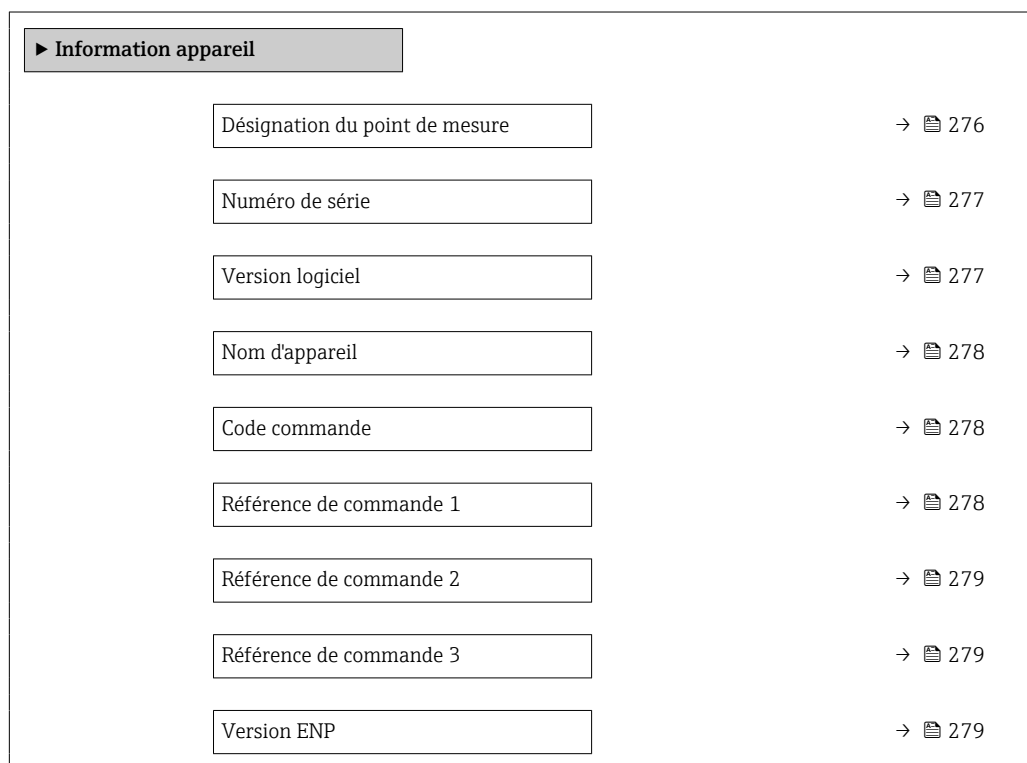 ▶ Information appareil
Désignation du point de mesure → 276
Numéro de série → 277
Version logiciel → 277
Nom d'appareil → 278
Code commande → 278
Référence de commande 1 → 278
Référence de commande 2 → 279
Référence de commande 3 → 279
Version ENP → 279